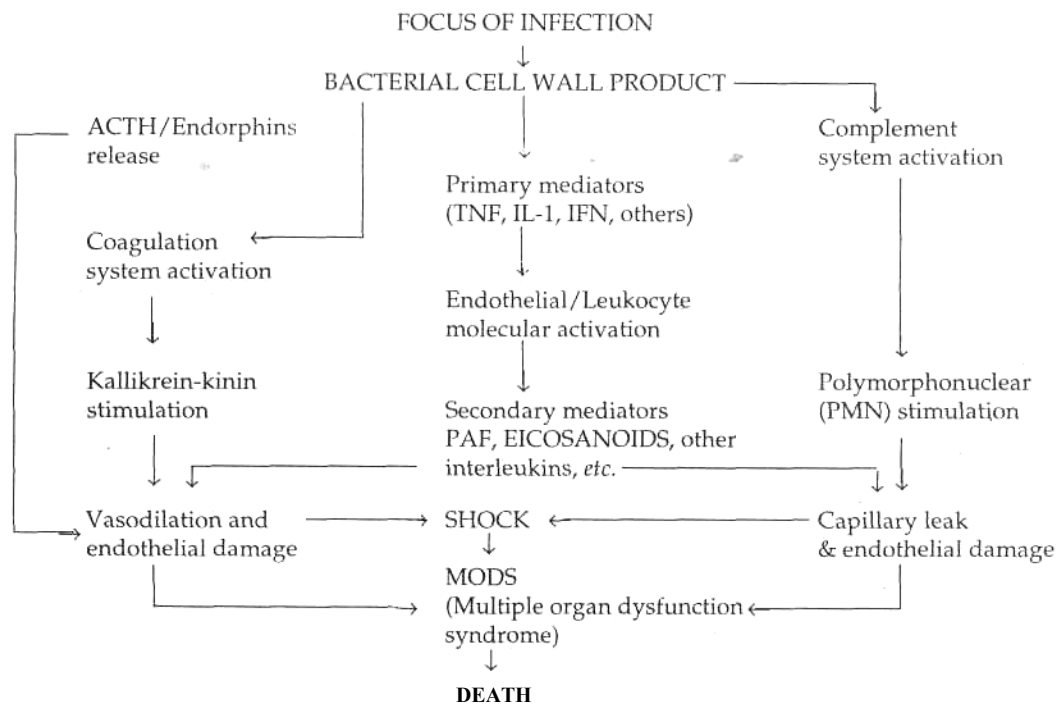 FOCUS OF INFECTION
BACTERIAL CELL WALL PRODUCT
ACTH/Endorphins
release
Complement
system activation
Primary mediators
(TNF, IL-1, IFN, others)
Coagulation
system activation
Endothelial/Leukocyte
molecular activation
Kallikrein-kinin
stimulation
Polymorphonuclear
(PMN) stimulation
Secondary mediators
PAF, EICOSANOIDS, other
interleukins, etc.
Vasodilation and
endothelial damage
SHOCK
Capillary leak
& endothelial damage
MODS
(Multiple organ dysfunction
syndrome)
DEATH